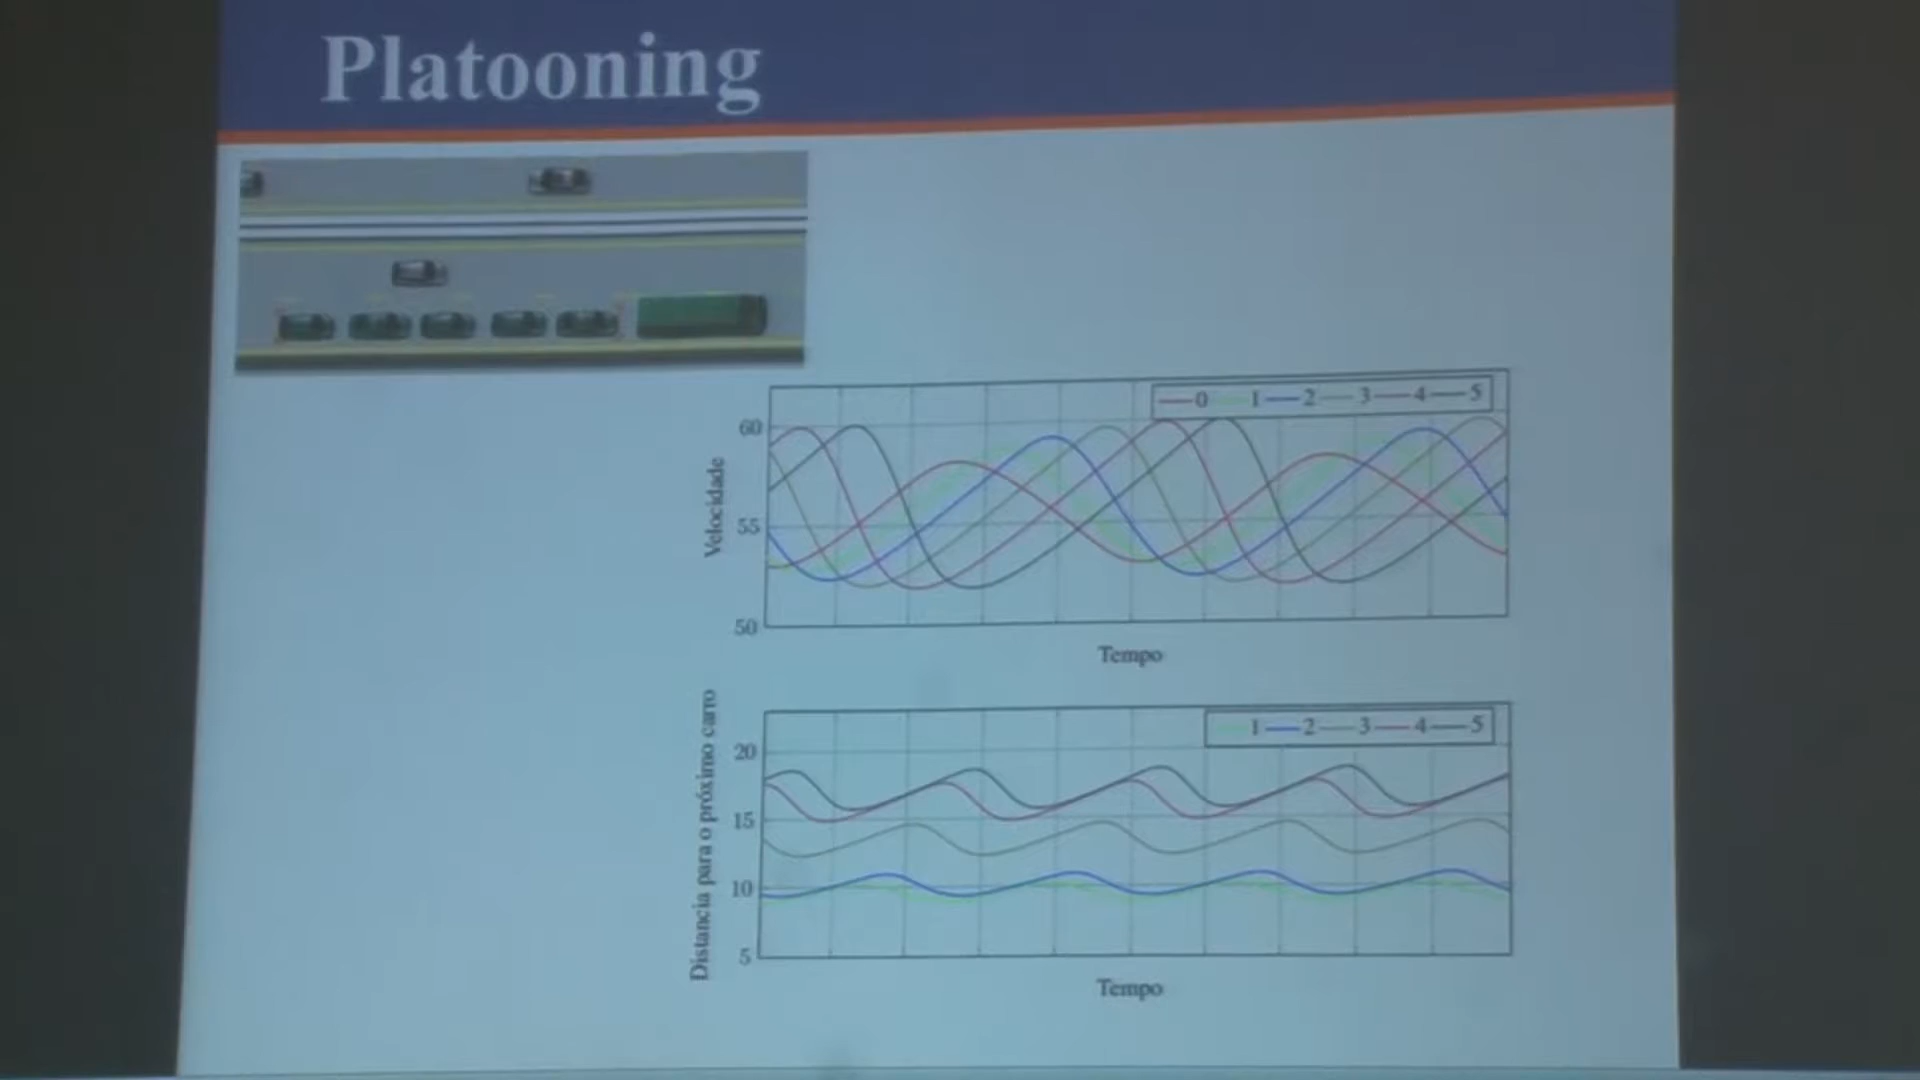 Platooning
0 1 2 3 4 5
60
55
50
Velocidade
Tempo
1 2 3 4 5
20
15
10
5
Distancia para o próximo carro
Tempo